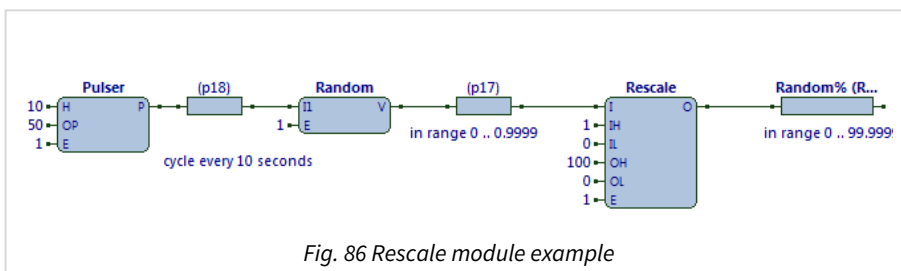 Pulser
(p18)
Random
(p17)
Rescale
Random% (R...
10 H P
50 OP
1 E
I1 V
1 E
I O
1 IH
0 IL
100 OH
0 OL
1 E
cycle every 10 seconds
in range 0 .. 0.9999
in range 0 .. 99.9999
Fig. 86 Rescale module example